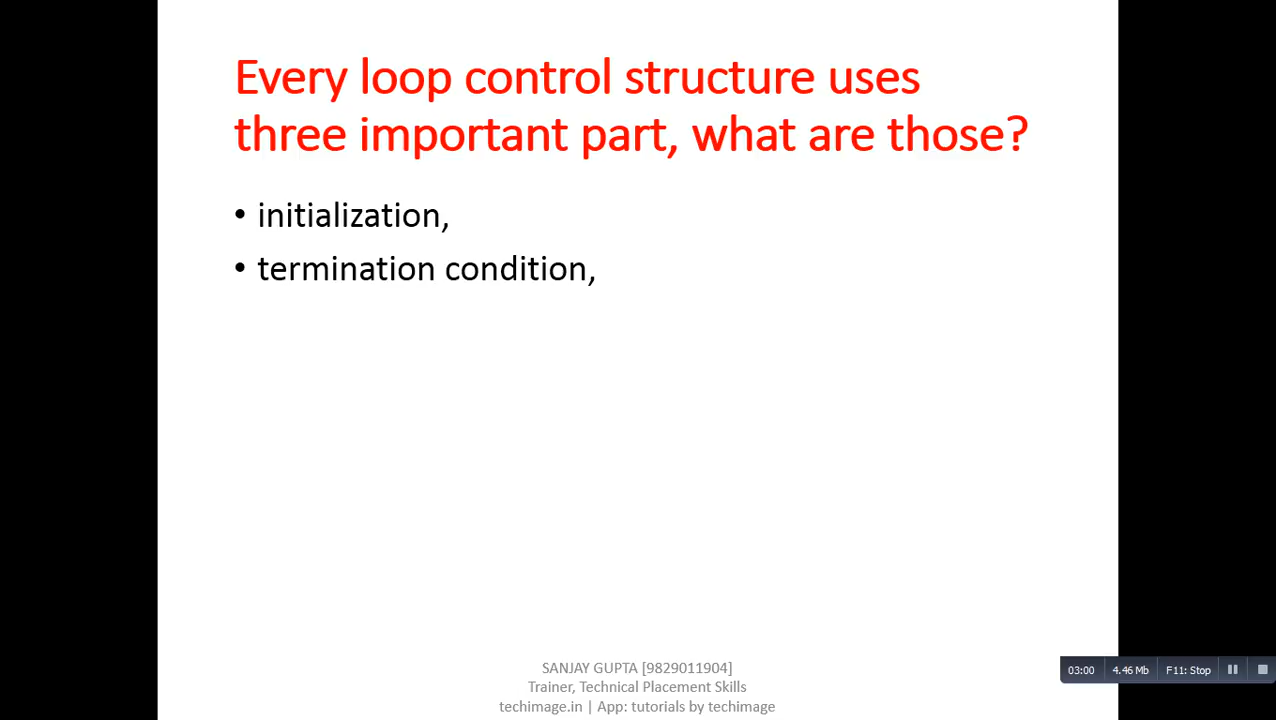 Every loop control structure uses
three important part, what are those?
• initialization,
• termination condition,
SANJAY GUPTA [9829011904]
Trainer, Technical Placement Skills
techimage.in | App: tutorials by techimage
03:00 4.46 Mb F11: Stop